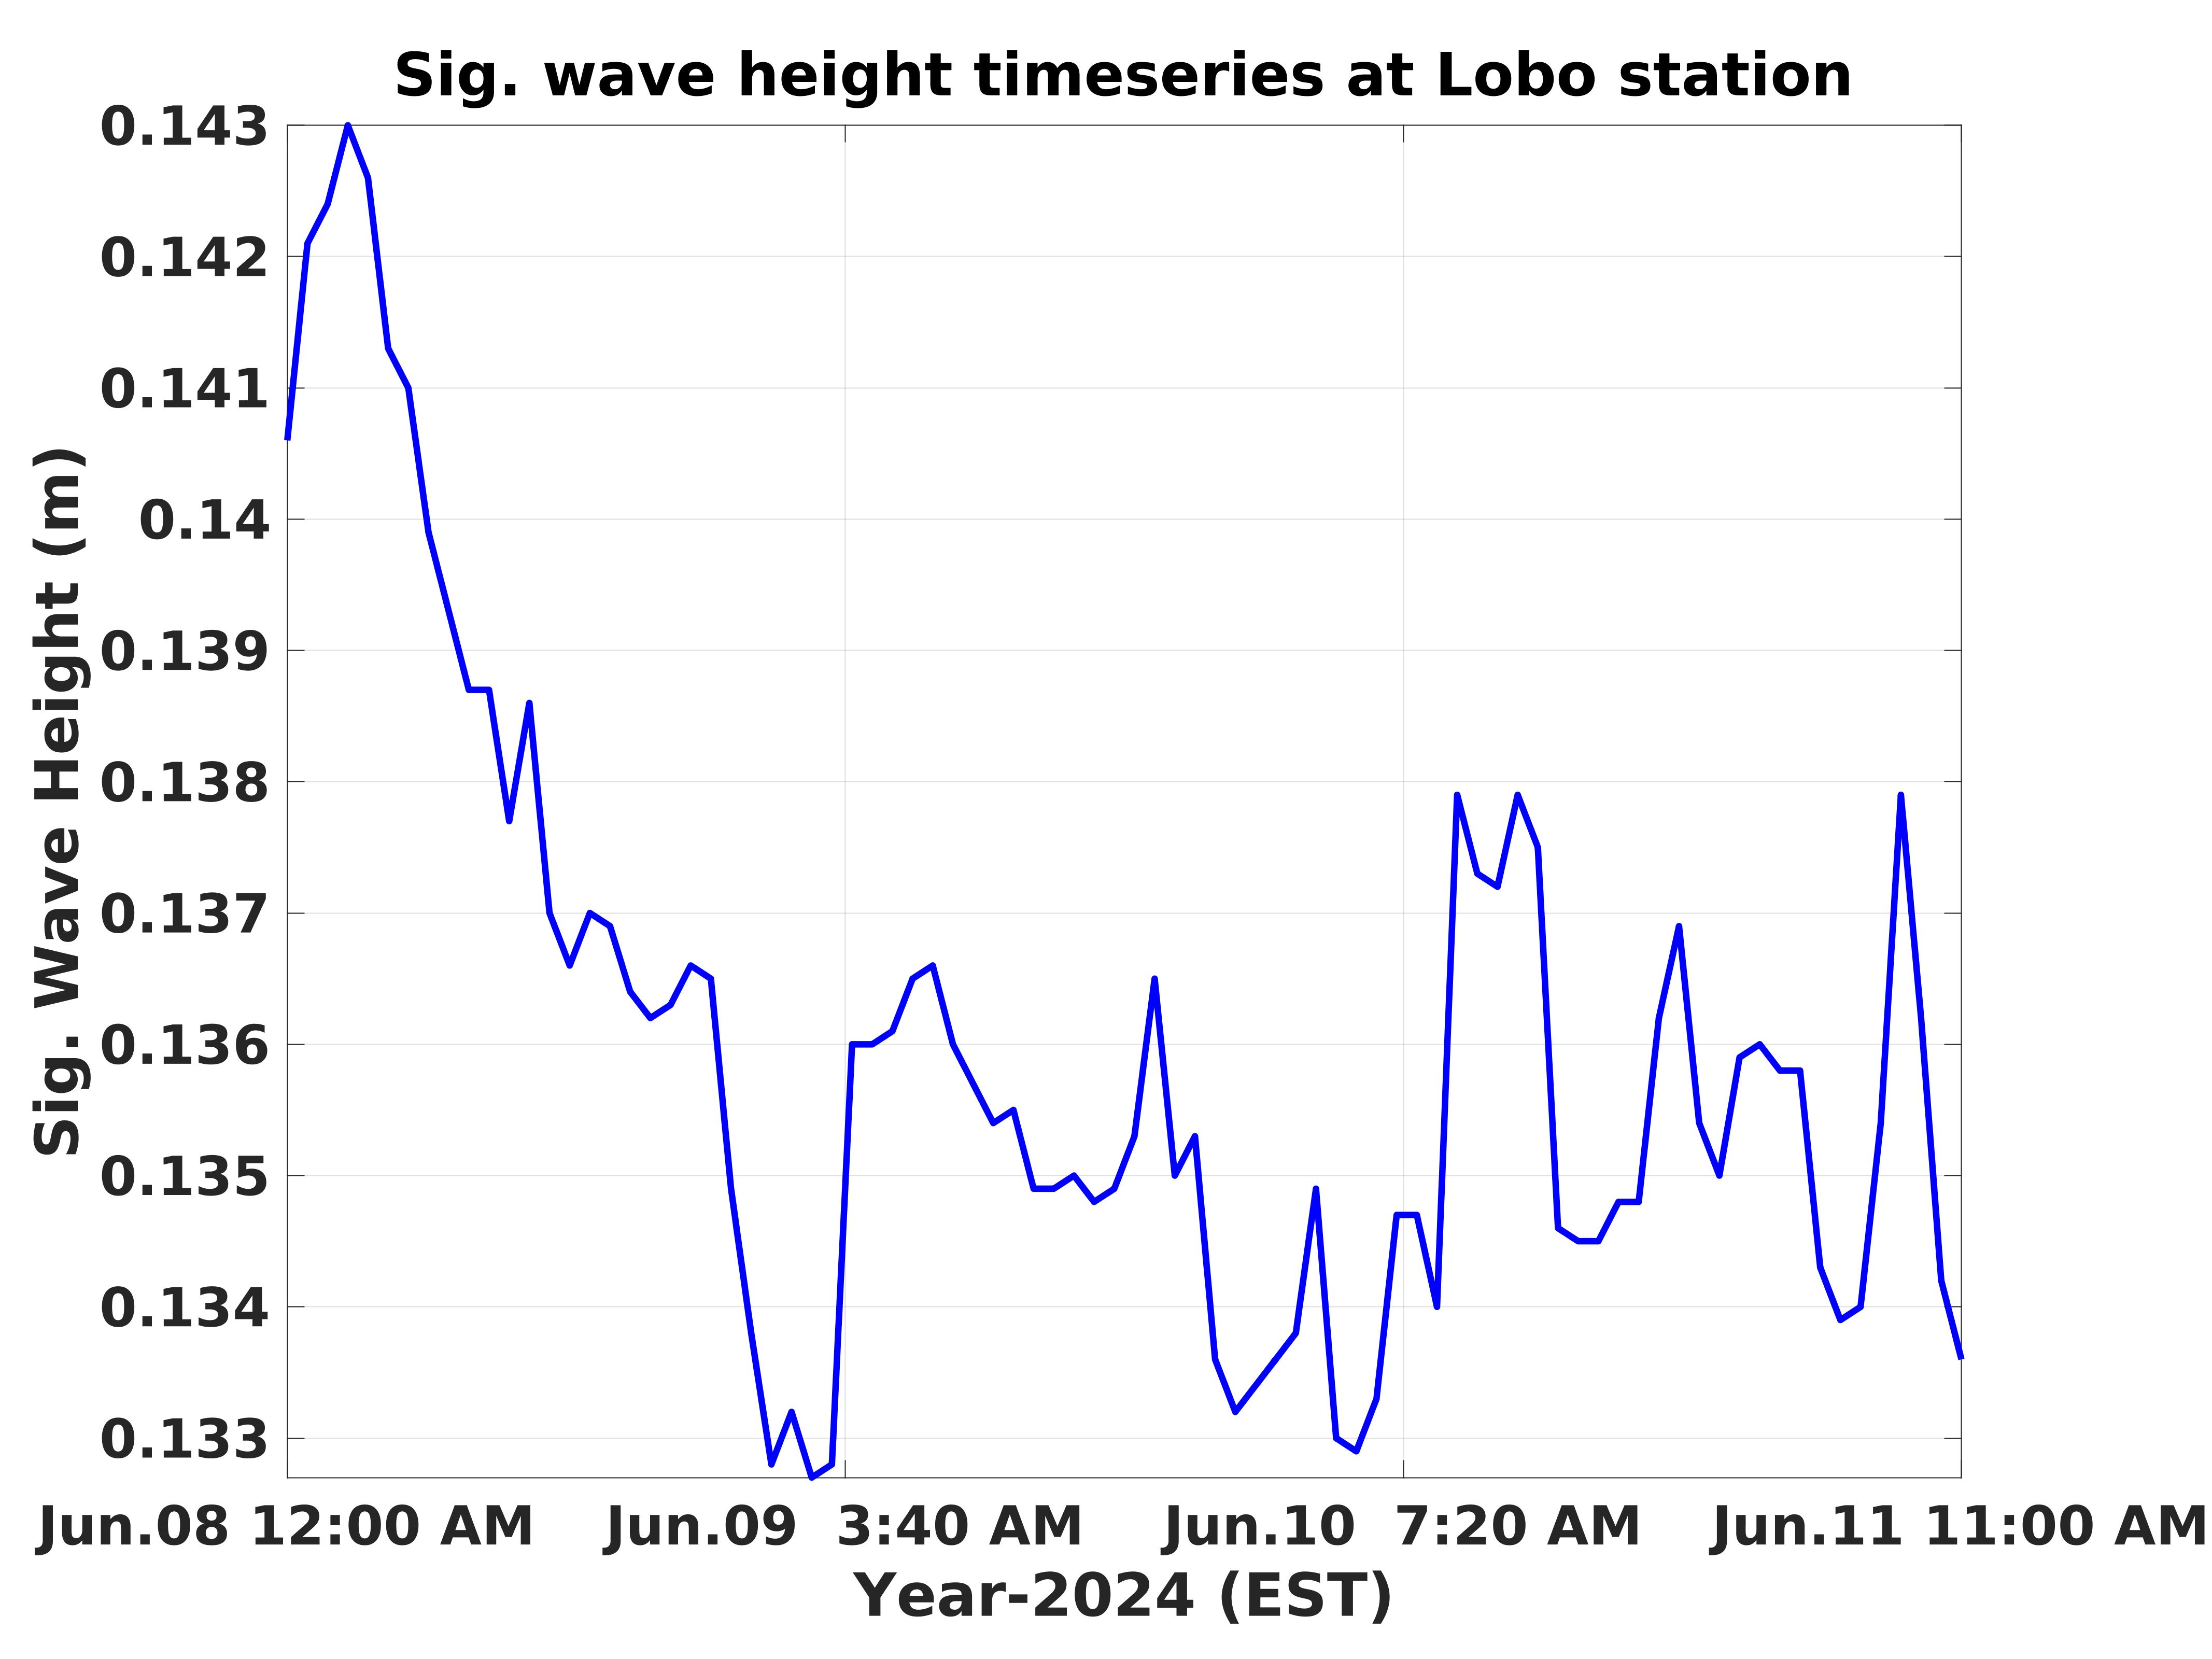 Sig. wave height timeseries at Lobo station
Sig. Wave Height (m)
0.143
0.142
0.141
0.14
0.139
0.138
0.137
0.136
0.135
0.134
0.133
Jun.08 12:00 AM Jun.09 3:40 AM Jun.10 7:20 AM Jun.11 11:00 AM
Year-2024 (EST)